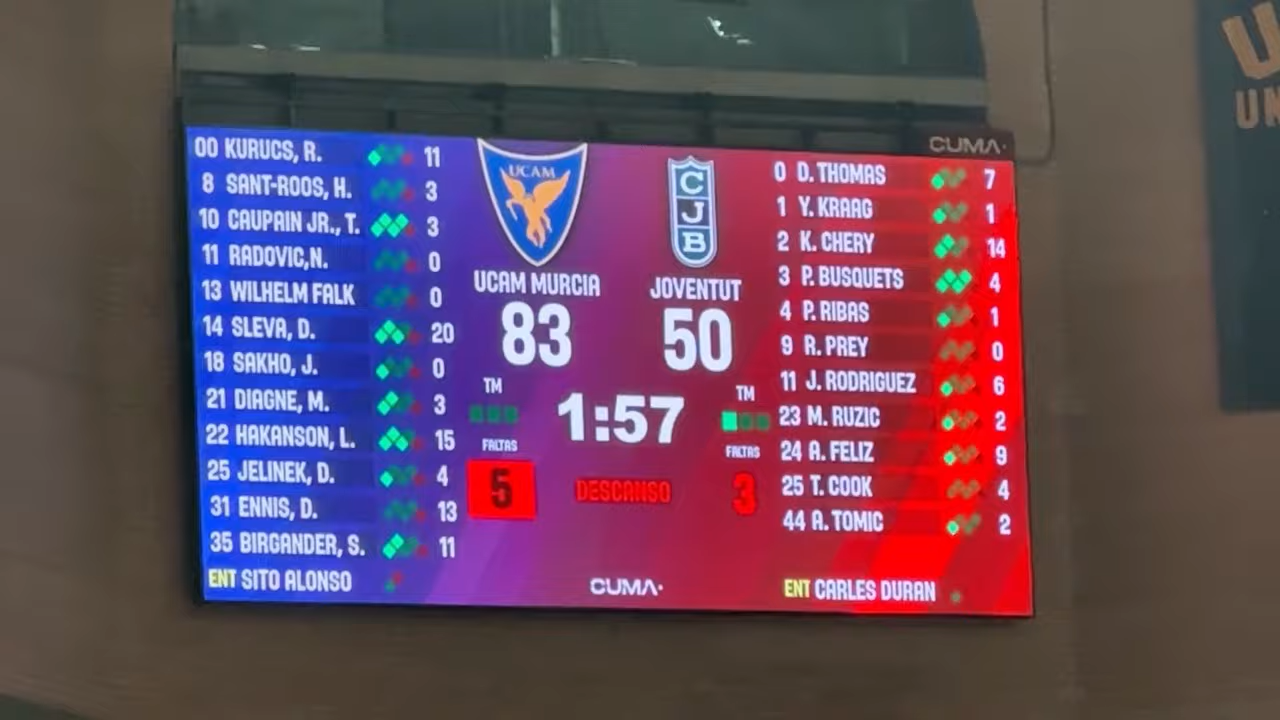 CUMA·
00 KURUCS, R. 11
8 SANT-ROOS, H. 3
10 CAUPAIN JR., T. 3
11 RADOVIC,N. 0
13 WILHELM FALK 0
14 SLEVA, D. 20
18 SAKHO, J. 0
21 DIAGNE, M. 3
22 HAKANSON, L. 15
25 JELINEK, D. 4
31 ENNIS, D. 13
35 BIRGANDER, S. 11
ENT SITO ALONSO
UCAM
UCAM MURCIA
83
TM
FALTAS
5
1:57
DESCANSO
CUMA·
C
J
B
JOVENTUT
50
TM
FALTAS
3
0 D. THOMAS 7
1 Y. KRAAG 1
2 K. CHERY 14
3 P. BUSQUETS 4
4 P. RIBAS 1
9 R. PREY 0
11 J. RODRIGUEZ 6
23 M. RUZIC 2
24 A. FELIZ 9
25 T. COOK 4
44 A. TOMIC 2
ENT CARLES DURAN